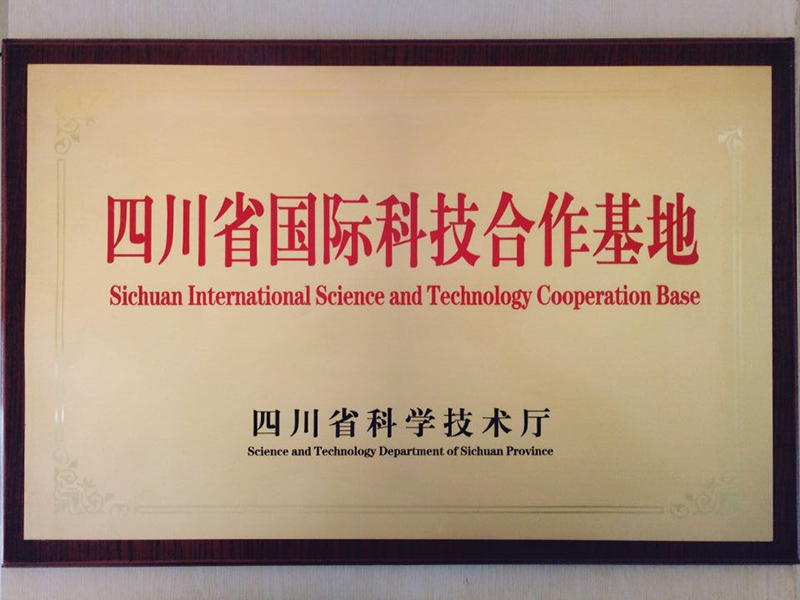 四川省国际科技合作基地
Sichuan International Science and Technology Cooperation Base
四川省科学技术厅
Science and Technology Department of Sichuan Province